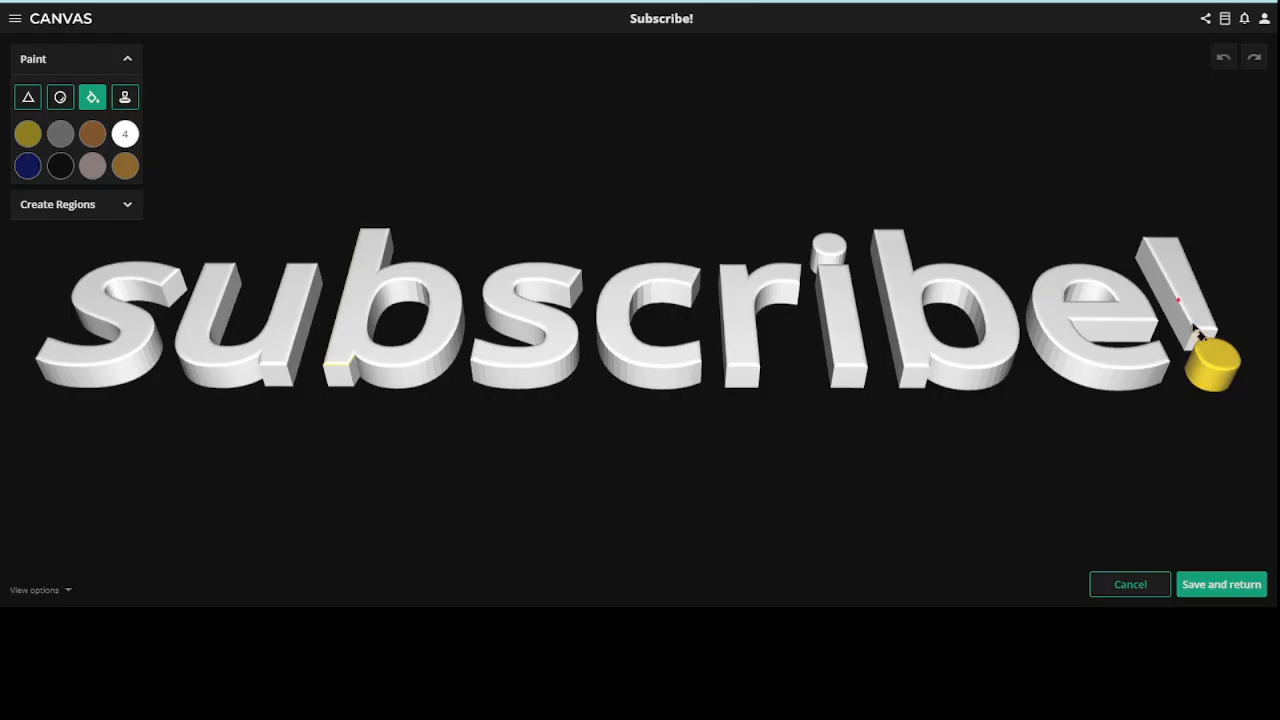 CANVAS
Subscribe!
Paint
4
Create Regions
subscribe!
View options
Cancel
Save and return